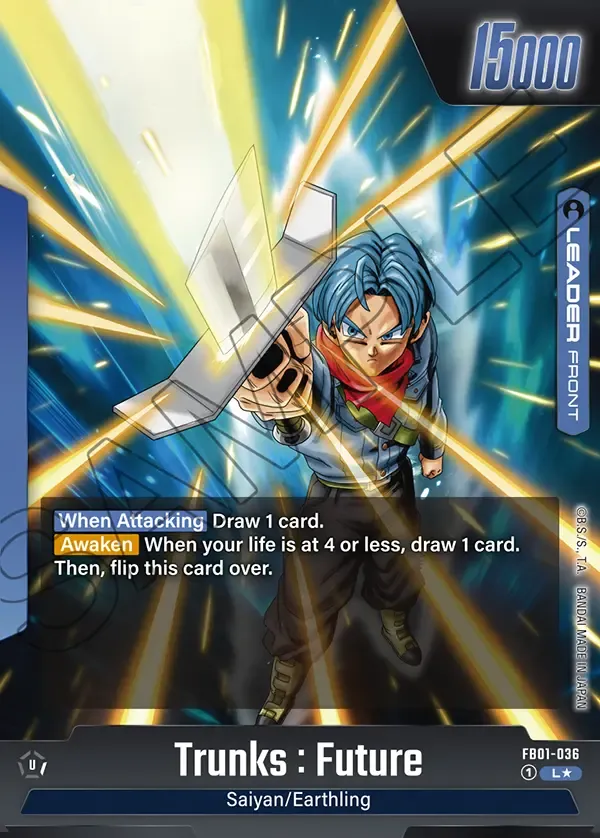 15000
LEADER FRONT
When Attacking Draw 1 card.
Awaken When your life is at 4 or less, draw 1 card.
Then, flip this card over.
SAMPLE
©B.S./S., T.A. BANDAI MADE IN JAPAN
U
Trunks : Future
FB01-036
1 L★
Saiyan/Earthling